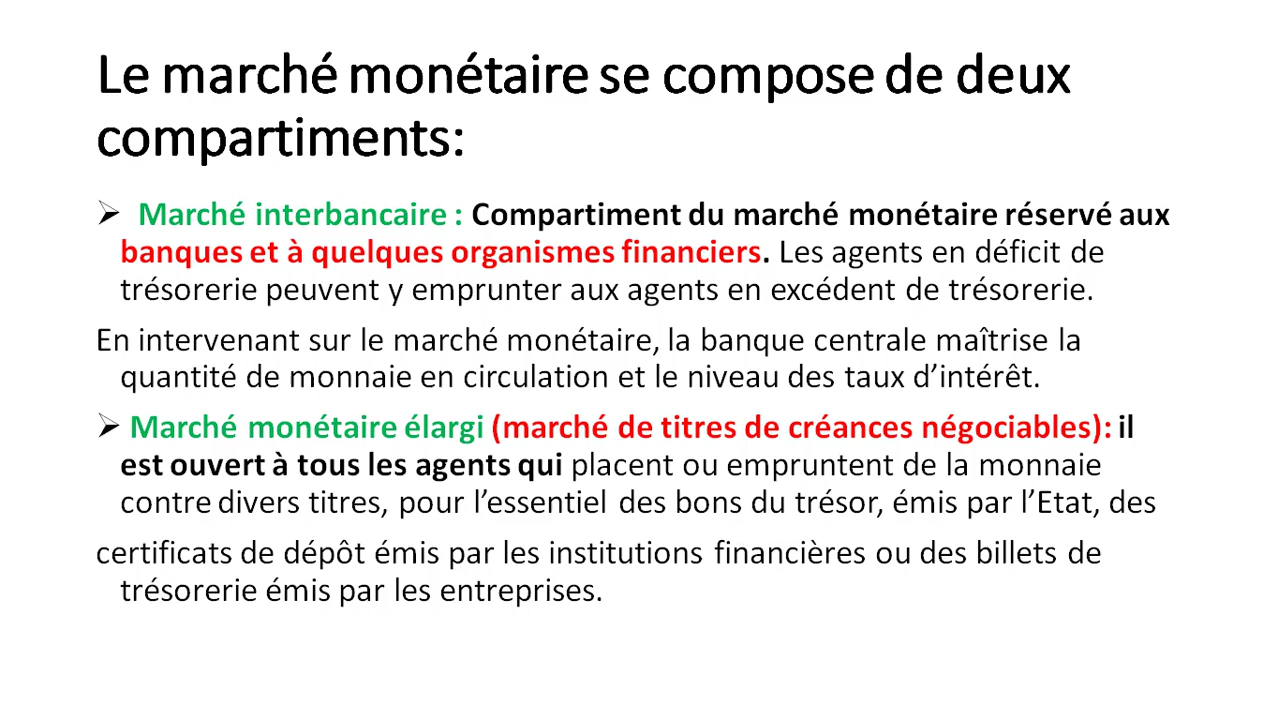 Le marché monétaire se compose de deux
compartiments:
➢ Marché interbancaire : Compartiment du marché monétaire réservé aux
banques et à quelques organismes financiers. Les agents en déficit de
trésorerie peuvent y emprunter aux agents en excédent de trésorerie.
En intervenant sur le marché monétaire, la banque centrale maîtrise la
quantité de monnaie en circulation et le niveau des taux d’intérêt.
➢ Marché monétaire élargi (marché de titres de créances négociables): il
est ouvert à tous les agents qui placent ou empruntent de la monnaie
contre divers titres, pour l’essentiel des bons du trésor, émis par l’Etat, des
certificats de dépôt émis par les institutions financières ou des billets de
trésorerie émis par les entreprises.